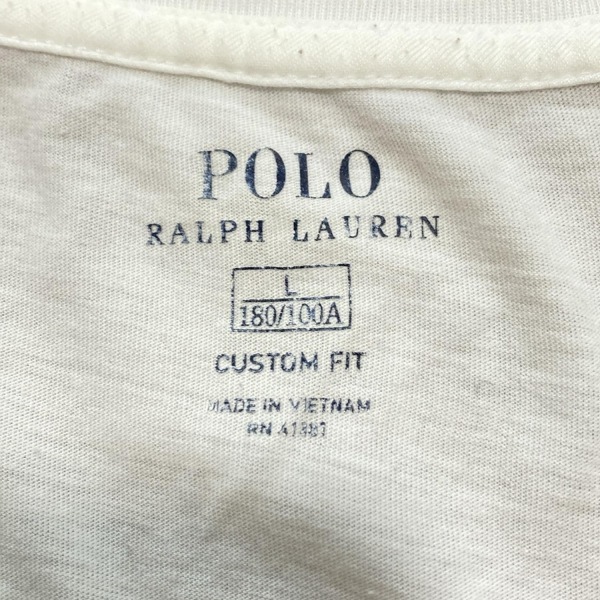 POLO
RALPH LAUREN
L
180/100A
CUSTOM FIT
MADE IN VIETNAM
RN 41381